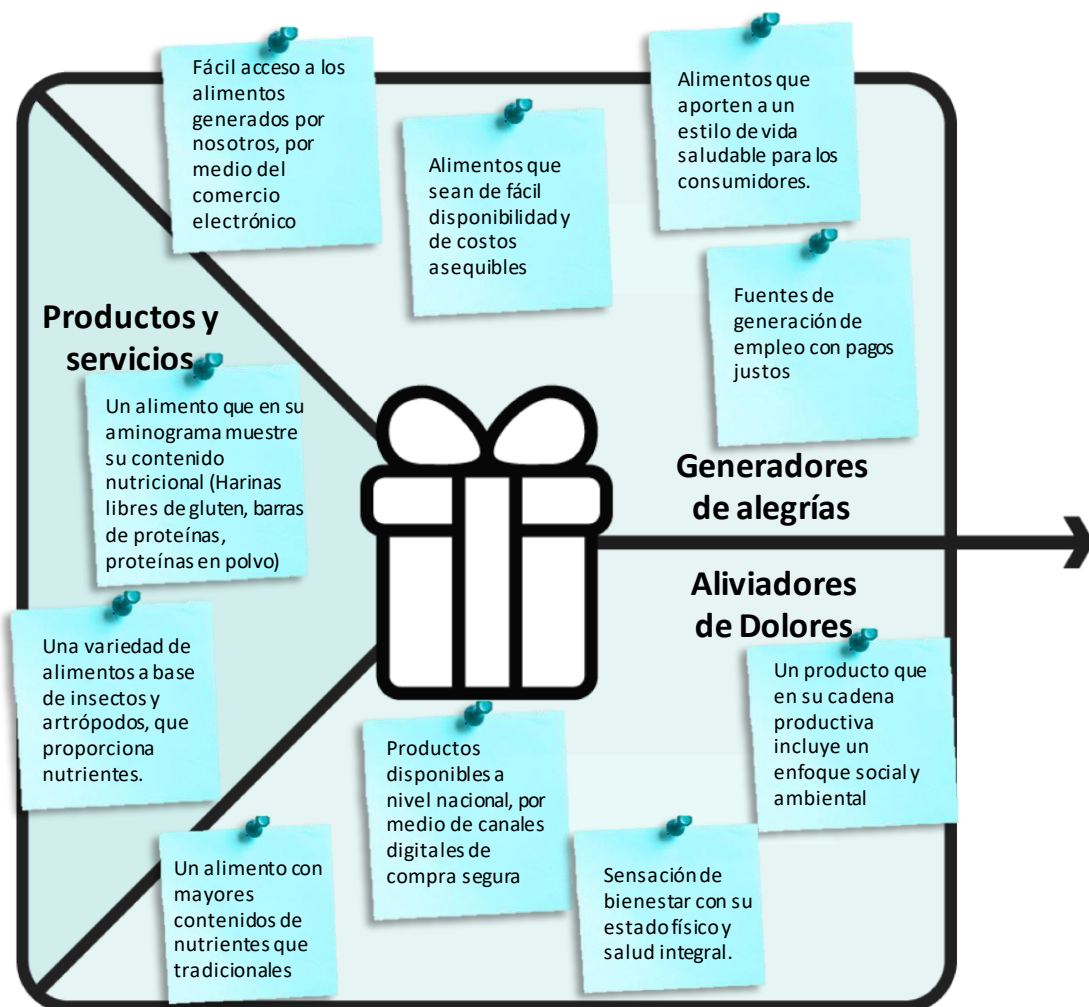 Fácil acceso a los
alimentos
generados por
nosotros, por
medio del
comercio
electrónico
Alimentos que
sean de fácil
disponibilidad y
de costos
asequibles
Alimentos que
aporten a un
estilo de vida
saludable para los
consumidores.
Fuentes de
generación de
empleo con pagos
justos
Productos y
servicios
Un alimento que en su
aminograma muestre
su contenido
nutricional (Harinas
libres de gluten, barras
de proteínas,
proteínas en polvo)
Generadores
de alegrías
Aliviadores
de Dolores
Una variedad de
alimentos a base
de insectos y
artrópodos, que
proporciona
nutrientes.
Un producto que
en su cadena
productiva
incluye un
enfoque social y
ambiental
Productos
disponibles a
nivel nacional, por
medio de canales
digitales de
compra segura
Un alimento con
mayores
contenidos de
nutrientes que
tradicionales
Sensación de
bienestar con su
estado físico y
salud integral.